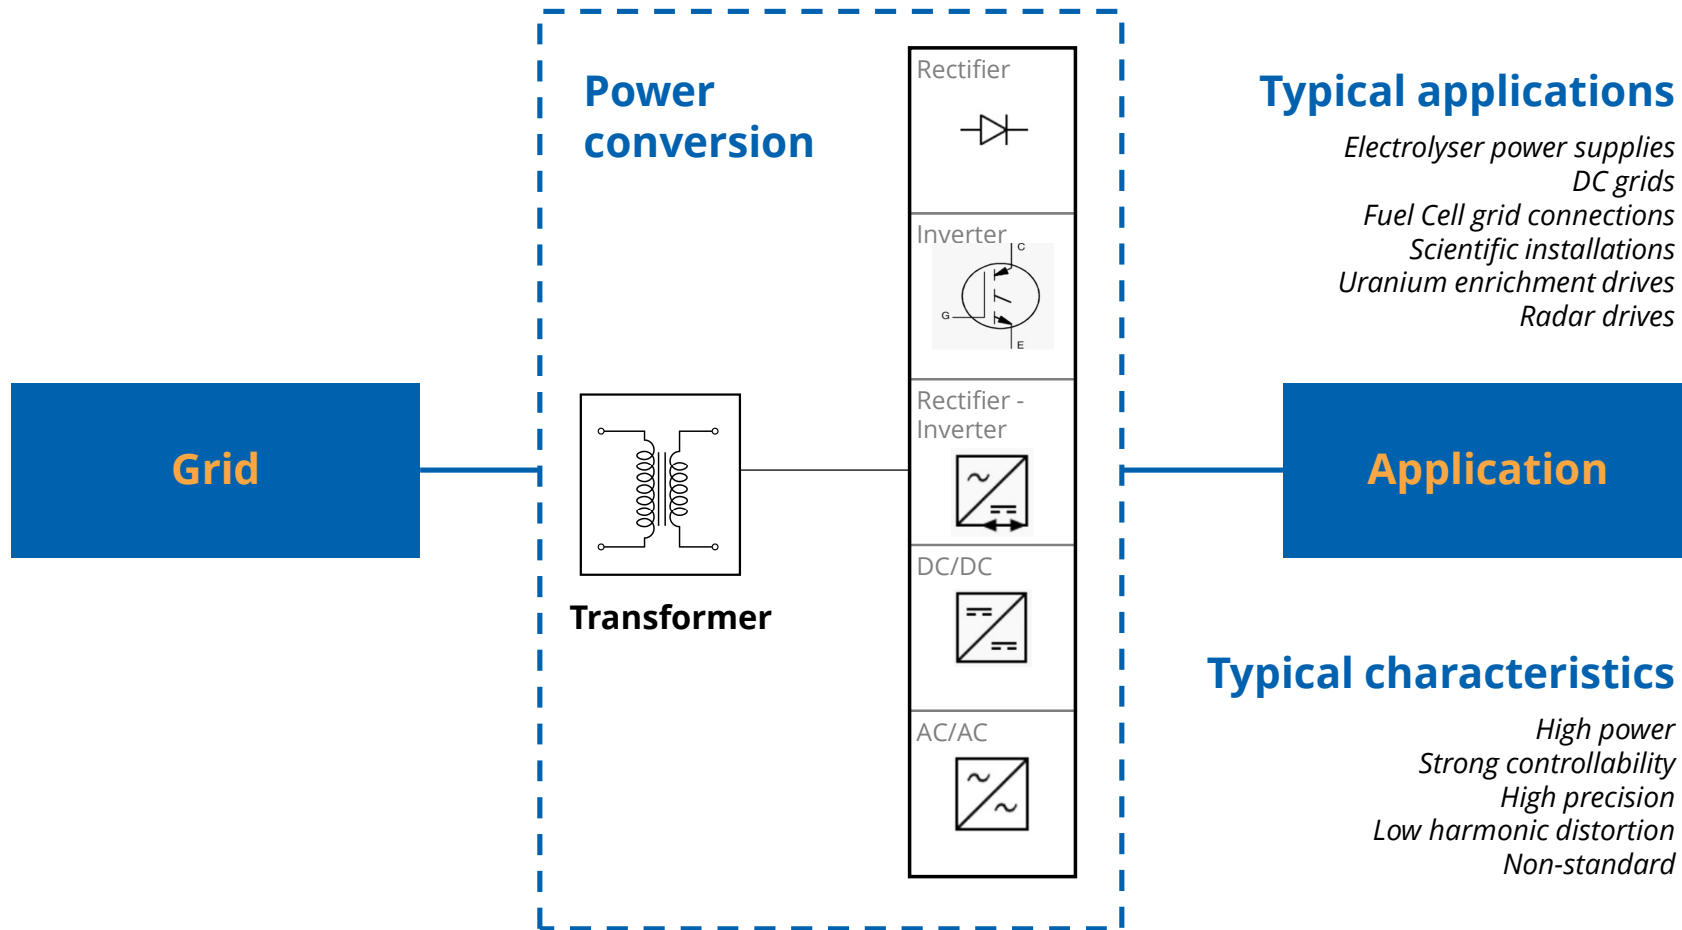 Power
conversion
Rectifier
Inverter
C
G
E
Rectifier -
Inverter
DC/DC
AC/AC
Grid
Transformer
Typical applications
Electrolyser power supplies
DC grids
Fuel Cell grid connections
Scientific installations
Uranium enrichment drives
Radar drives
Application
Typical characteristics
High power
Strong controllability
High precision
Low harmonic distortion
Non-standard